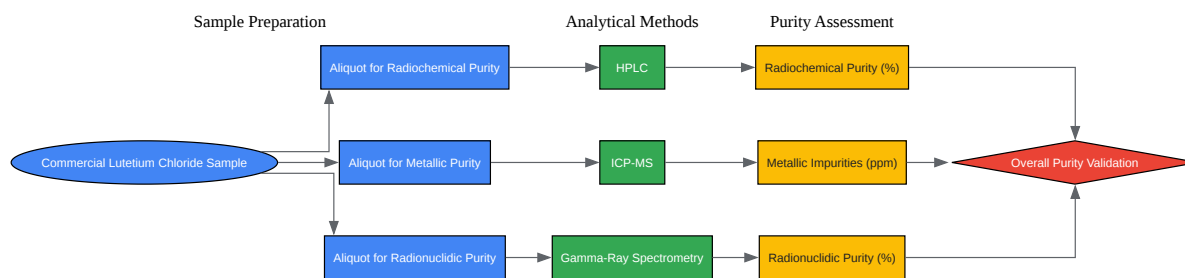 Sample Preparation
Analytical Methods
Purity Assessment
Aliquot for Radiochemical Purity
HPLC
Radiochemical Purity (%)
Commercial Lutetium Chloride Sample
Aliquot for Metallic Purity
ICP-MS
Metallic Impurities (ppm)
Overall Purity Validation
Aliquot for Radionuclidic Purity
Gamma-Ray Spectrometry
Radionuclidic Purity (%)